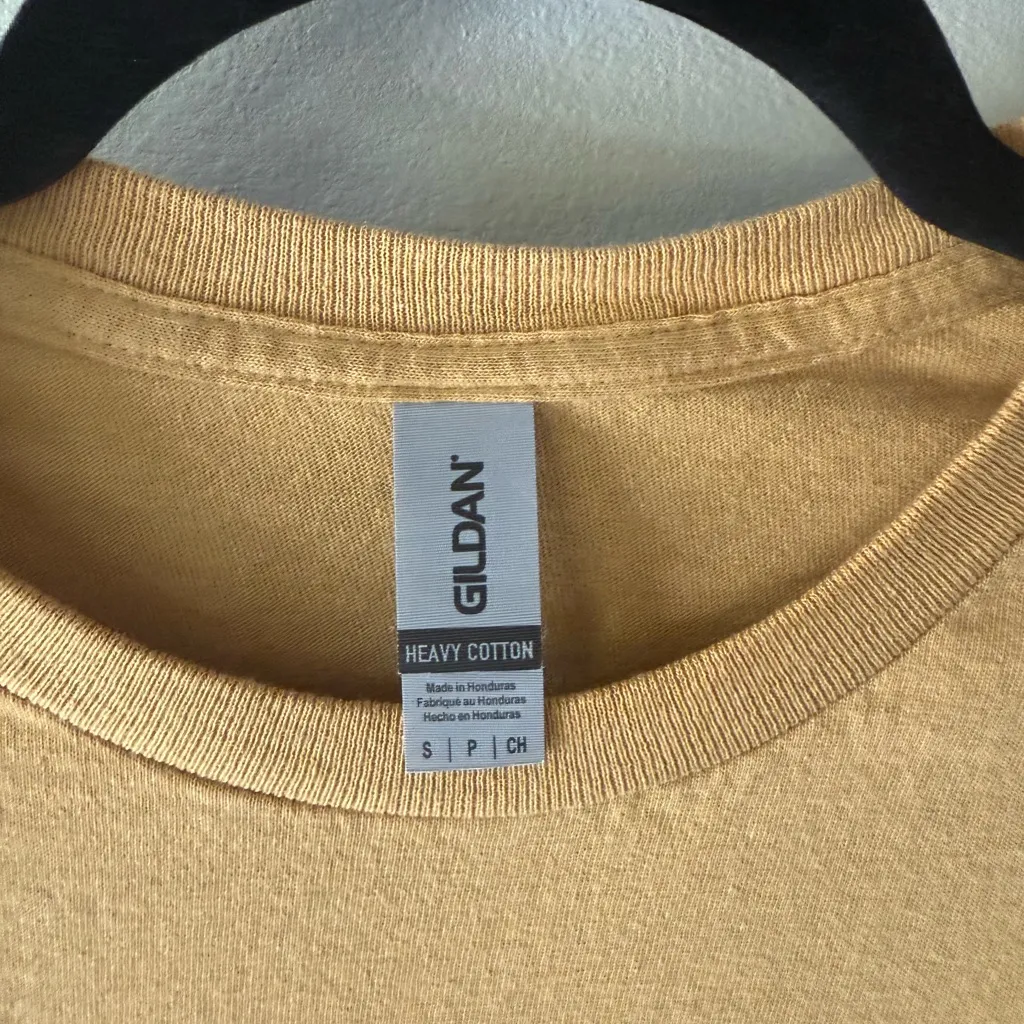 GILDAN
HEAVY COTTON
Made in Honduras
Fabriqué au Honduras
Hecho en Honduras
S | P | CH